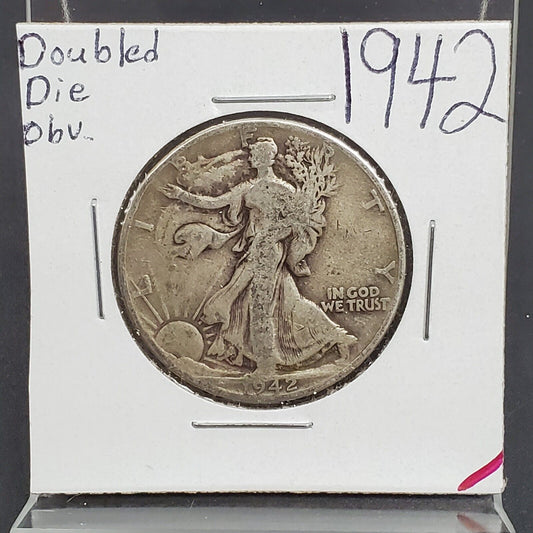 Doubled
Die
Obv.
1942
LIBERTY
IN GOD
WE TRUST
1942